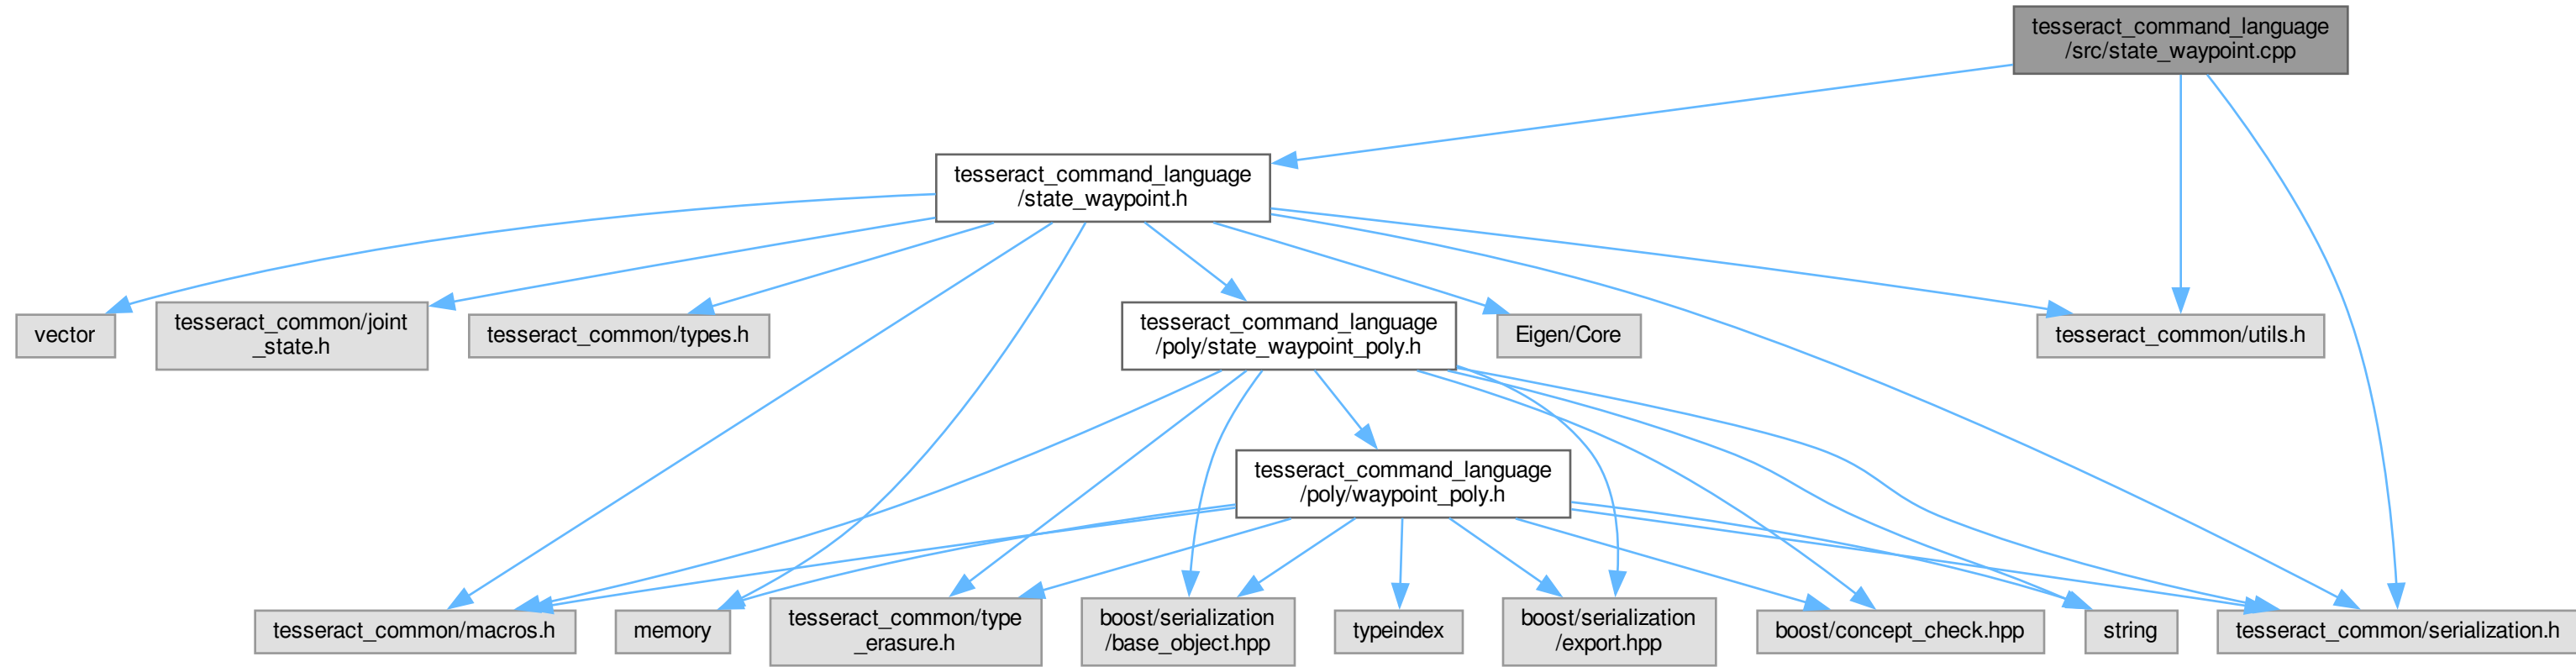 tesseract_command_language
/src/state_waypoint.cpp
tesseract_command_language
/state_waypoint.h
vector
tesseract_common/joint
_state.h
tesseract_common/types.h
tesseract_command_language
/poly/state_waypoint_poly.h
Eigen/Core
tesseract_common/utils.h
tesseract_command_language
/poly/waypoint_poly.h
tesseract_common/macros.h
memory
tesseract_common/type
_erasure.h
boost/serialization
/base_object.hpp
typeindex
boost/serialization
/export.hpp
boost/concept_check.hpp
string
tesseract_common/serialization.h